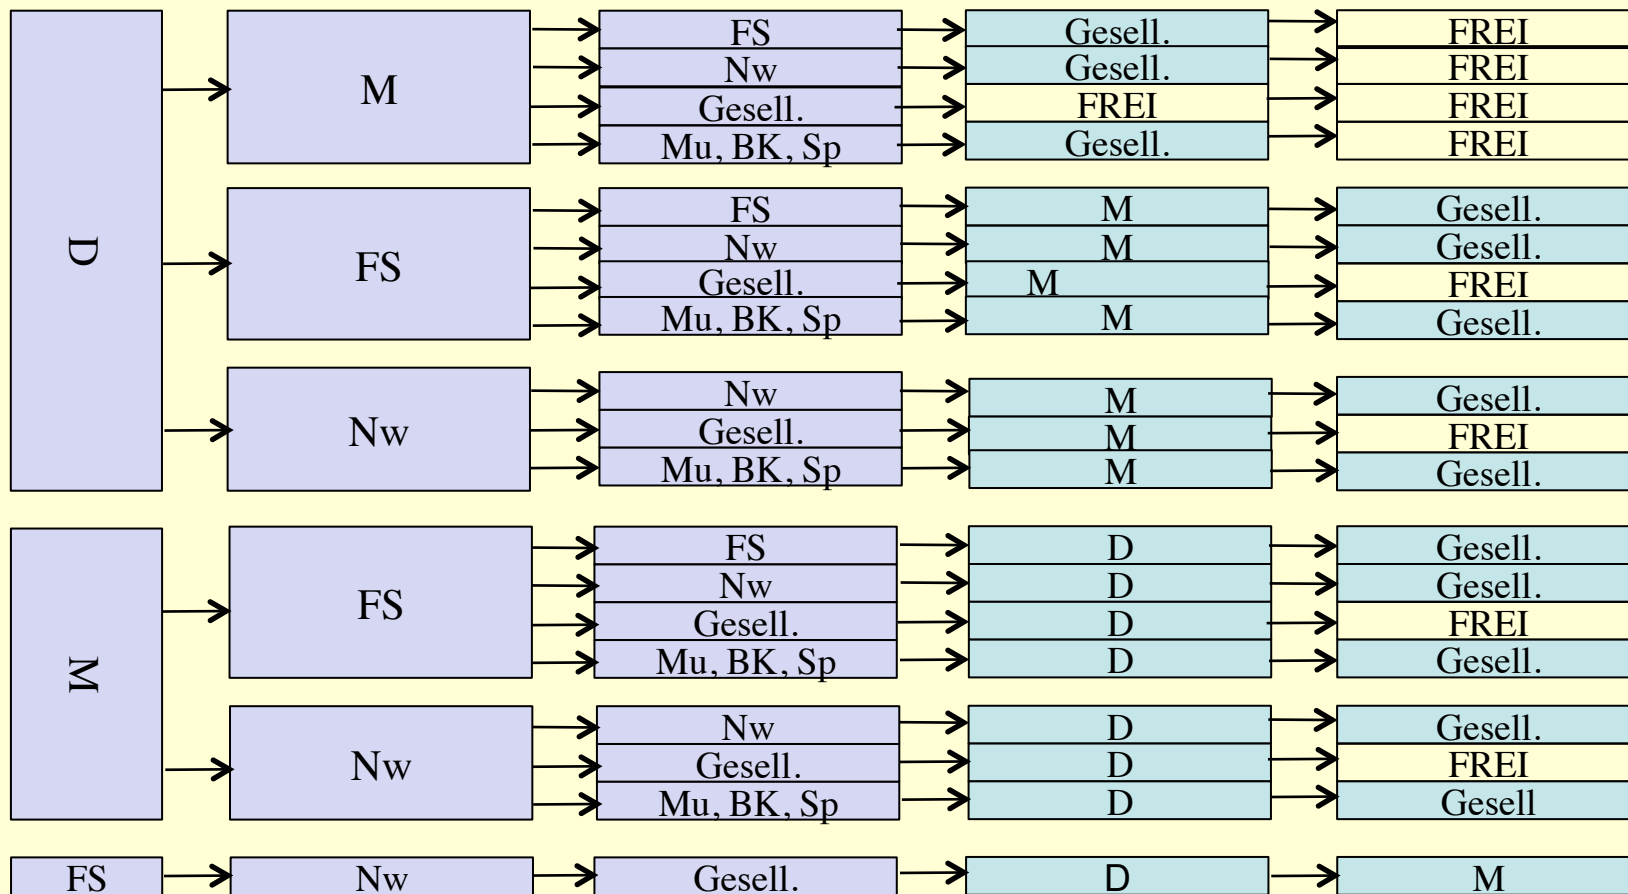 D
M
FS Gesell. FREI
Nw Gesell. FREI
Gesell. FREI FREI
Mu, BK, Sp Gesell. FREI
FS
FS M Gesell.
Nw M Gesell.
Gesell. M FREI
Mu, BK, Sp M Gesell.
Nw
Nw M Gesell.
Gesell. M FREI
Mu, BK, Sp M Gesell.
M
FS
FS D Gesell.
Nw D Gesell.
Gesell. D FREI
Mu, BK, Sp D Gesell.
Nw
Nw D Gesell.
Gesell. D FREI
Mu, BK, Sp D Gesell
FS Nw Gesell. D M